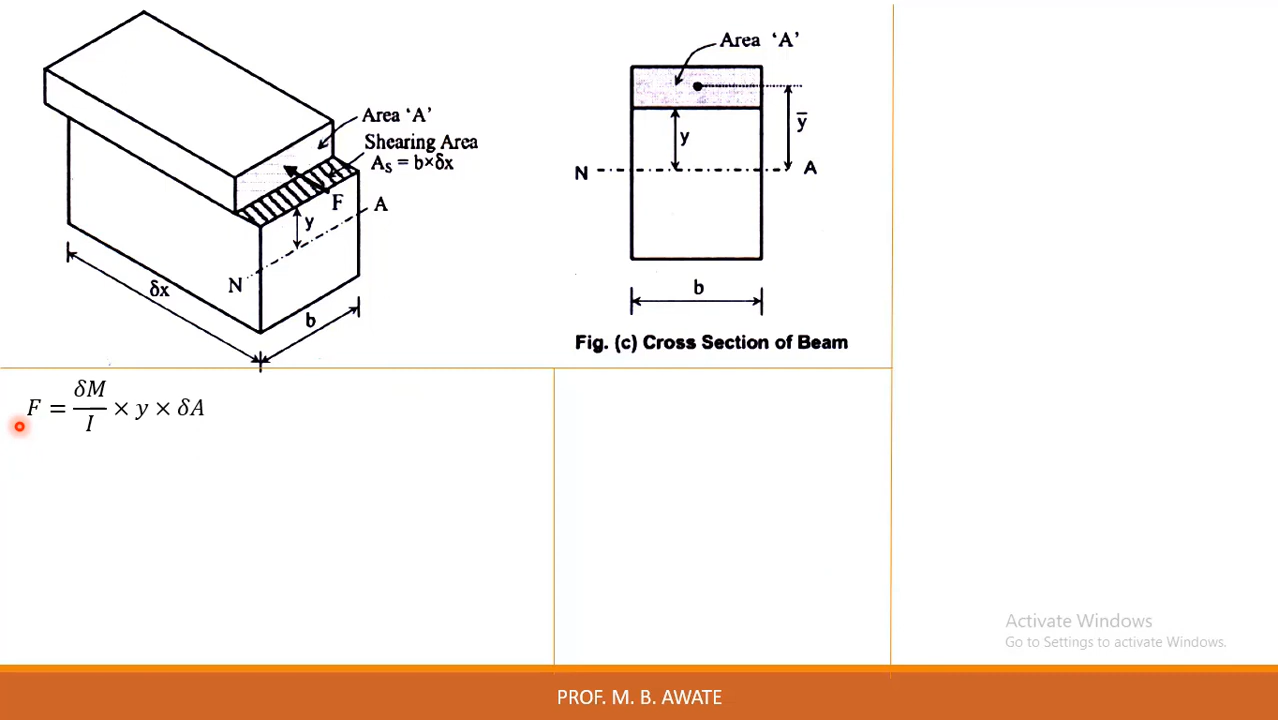 Area 'A'
Shearing Area
A_S = b×δx
F
A
y
N
δx
b
Area 'A'
y
ȳ
N
A
b
Fig. (c) Cross Section of Beam
F = δM/I × y × δA
Activate Windows
Go to Settings to activate Windows.
PROF. M. B. AWATE